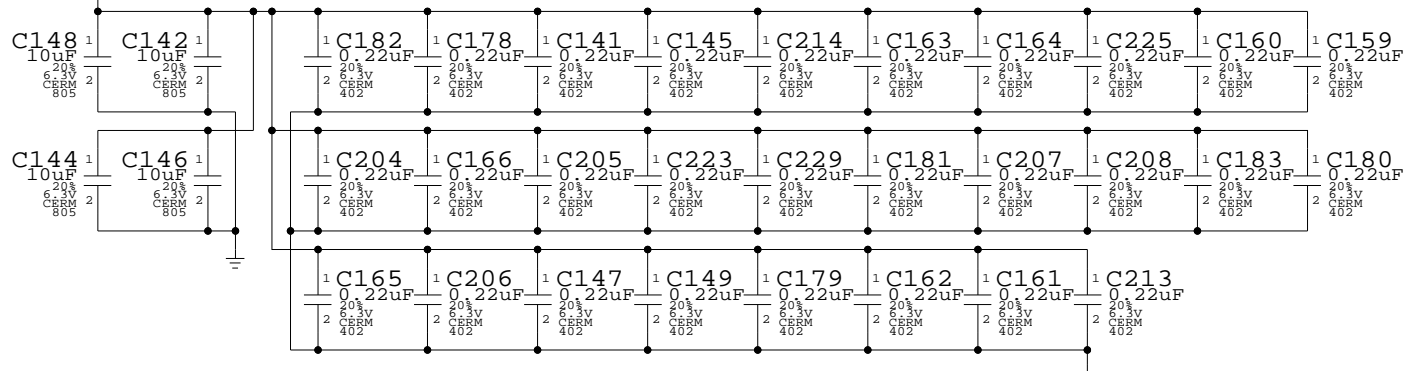 C148 1 C142 1 C182 1 C178 1 C141 1 C145 1 C214 1 C163 1 C164 1 C225 1 C160 1 C159 1
10uF 10uF 0.22uF 0.22uF 0.22uF 0.22uF 0.22uF 0.22uF 0.22uF 0.22uF 0.22uF 0.22uF
20% 20% 20% 20% 20% 20% 20% 20% 20% 20% 20% 20%
6.3V 2 6.3V 2 2 6.3V 2 6.3V 2 6.3V 2 6.3V 2 6.3V 2 6.3V 2 6.3V 2 6.3V 2 6.3V 2 6.3V
CERM CERM CERM CERM CERM CERM CERM CERM CERM CERM CERM CERM
805 805 402 402 402 402 402 402 402 402 402 402
C144 1 C146 1 1 C204 1 C166 1 C205 1 C223 1 C229 1 C181 1 C207 1 C208 1 C183 1 C180
10uF 10uF 0.22uF 0.22uF 0.22uF 0.22uF 0.22uF 0.22uF 0.22uF 0.22uF 0.22uF 0.22uF
20% 20% 20% 20% 20% 20% 20% 20% 20% 20% 20% 20%
6.3V 2 6.3V 2 2 6.3V 2 6.3V 2 6.3V 2 6.3V 2 6.3V 2 6.3V 2 6.3V 2 6.3V 2 6.3V 2 6.3V
CERM CERM CERM CERM CERM CERM CERM CERM CERM CERM CERM CERM
805 805 402 402 402 402 402 402 402 402 402 402
1 C165 1 C206 1 C147 1 C149 1 C179 1 C162 1 C161 1 C213
0.22uF 0.22uF 0.22uF 0.22uF 0.22uF 0.22uF 0.22uF 0.22uF
20% 20% 20% 20% 20% 20% 20% 20%
2 6.3V 2 6.3V 2 6.3V 2 6.3V 2 6.3V 2 6.3V 2 6.3V 2 6.3V
CERM CERM CERM CERM CERM CERM CERM CERM
402 402 402 402 402 402 402 402